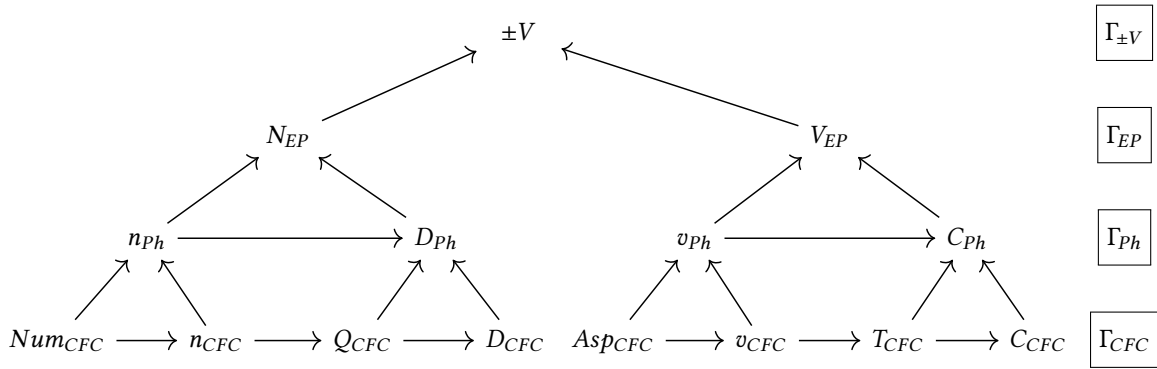 ±V Γ±V
N_EP V_EP Γ_EP
n_Ph D_Ph v_Ph C_Ph Γ_Ph
Num_CFC n_CFC Q_CFC D_CFC Asp_CFC v_CFC T_CFC C_CFC Γ_CFC